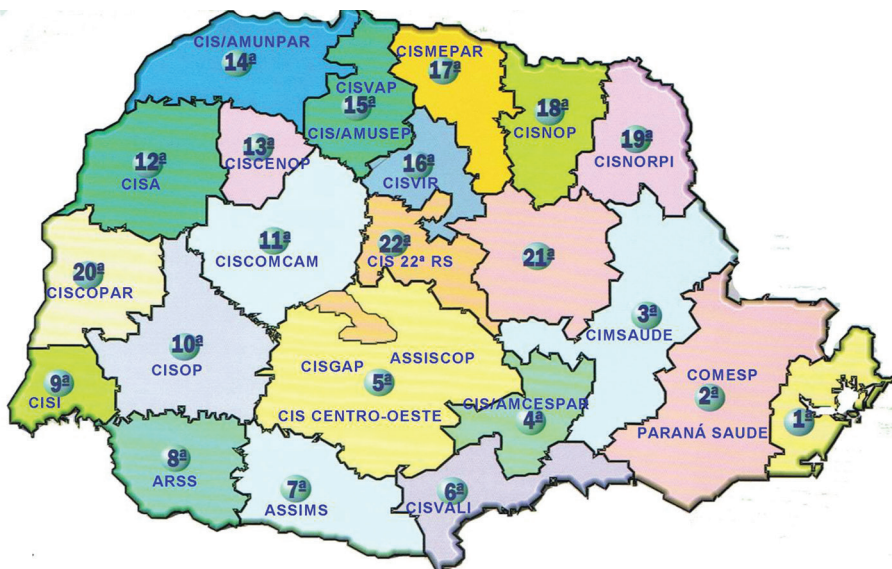 CIS/AMUNPAR
14ª
CISMEPAR
17ª
CISVAP
15ª
CIS/AMUSEP
18ª
CISNOP
19ª
CISNORPI
12ª
CISA
13ª
CISCENOP
16ª
CISVIR
11ª
CISCOMCAM
22ª
CIS 22ª RS
21ª
20ª
CISCOPAR
3ª
CIMSAUDE
10ª
CISOP
CISGAP
ASSISCOP
5ª
CIS CENTRO-OESTE
9ª
CISI
CIS/AMCESPAR
4ª
COMESP
2ª
PARANÁ SAUDE
1ª
8ª
ARSS
7ª
ASSIMS
6ª
CISVALI